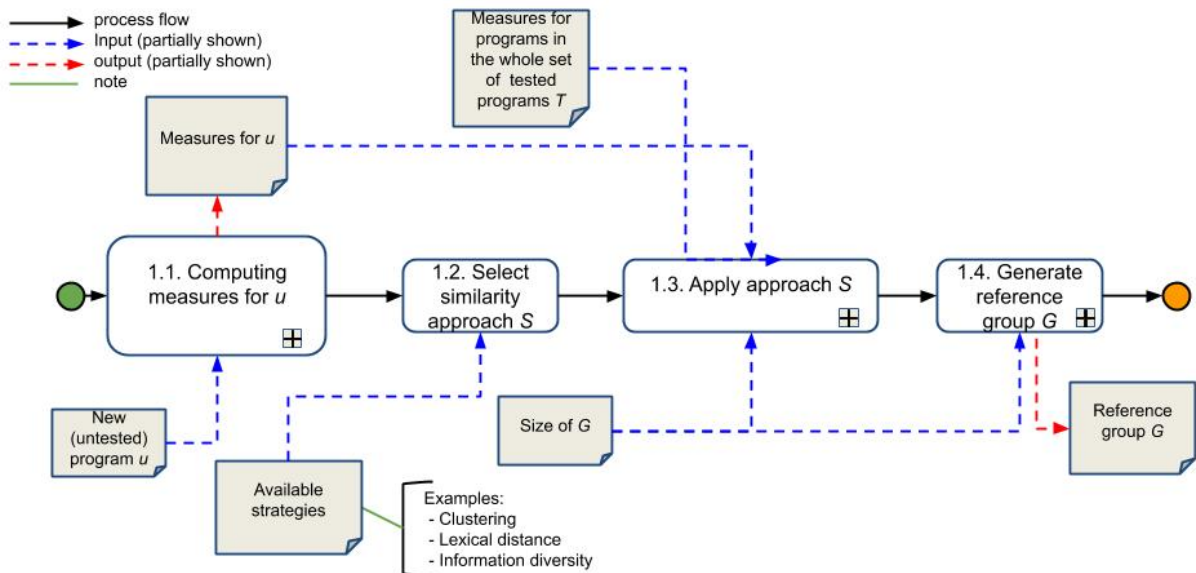 process flow
Input (partially shown)
output (partially shown)
note
Measures for
programs in
the whole set
of tested
programs T
Measures for u
1.1. Computing
measures for u
1.2. Select
similarity
approach S
1.3. Apply approach S
1.4. Generate
reference
group G
New
(untested)
program u
Available
strategies
Examples:
- Clustering
- Lexical distance
- Information diversity
Size of G
Reference
group G